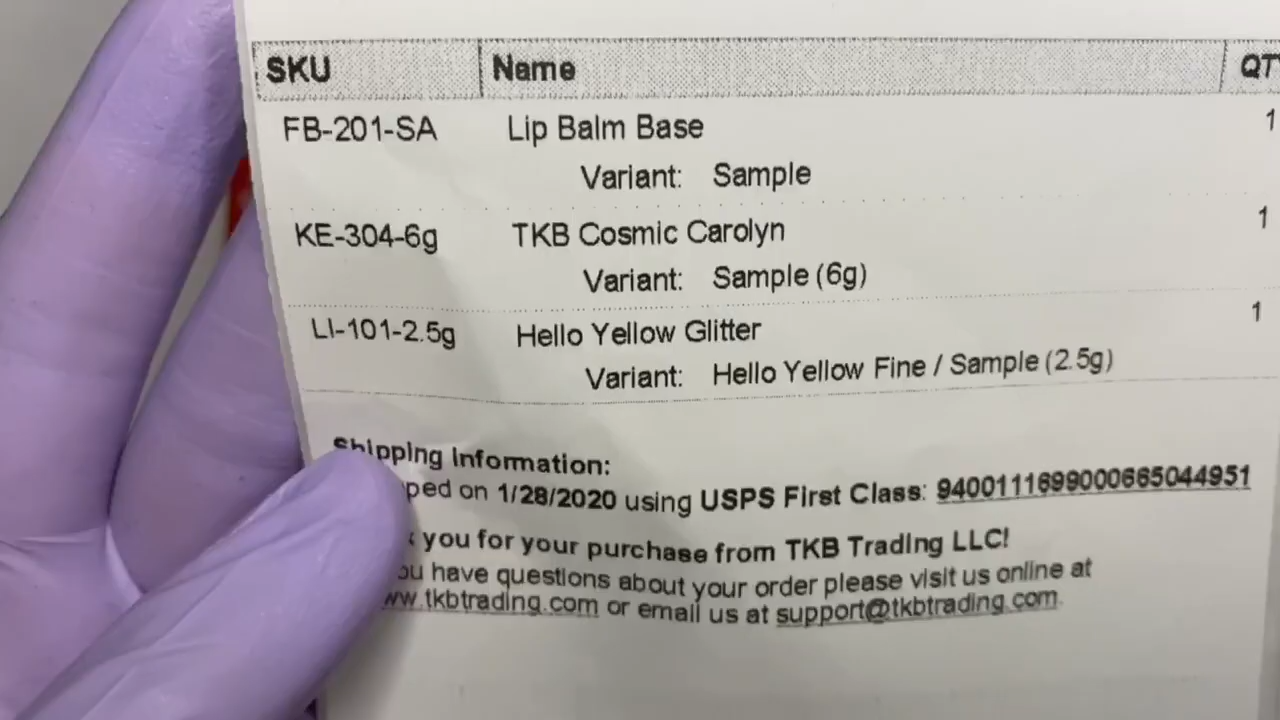 SKU Name QTY
FB-201-SA Lip Balm Base 1
Variant: Sample
KE-304-6g TKB Cosmic Carolyn 1
Variant: Sample (6g)
LI-101-2.5g Hello Yellow Glitter 1
Variant: Hello Yellow Fine / Sample (2.5g)
Shipping Information:
ped on 1/28/2020 using USPS First Class: 9400111699000665044951
you for your purchase from TKB Trading LLC!
ou have questions about your order please visit us online at
ww.tkbtrading.com or email us at support@tkbtrading.com.